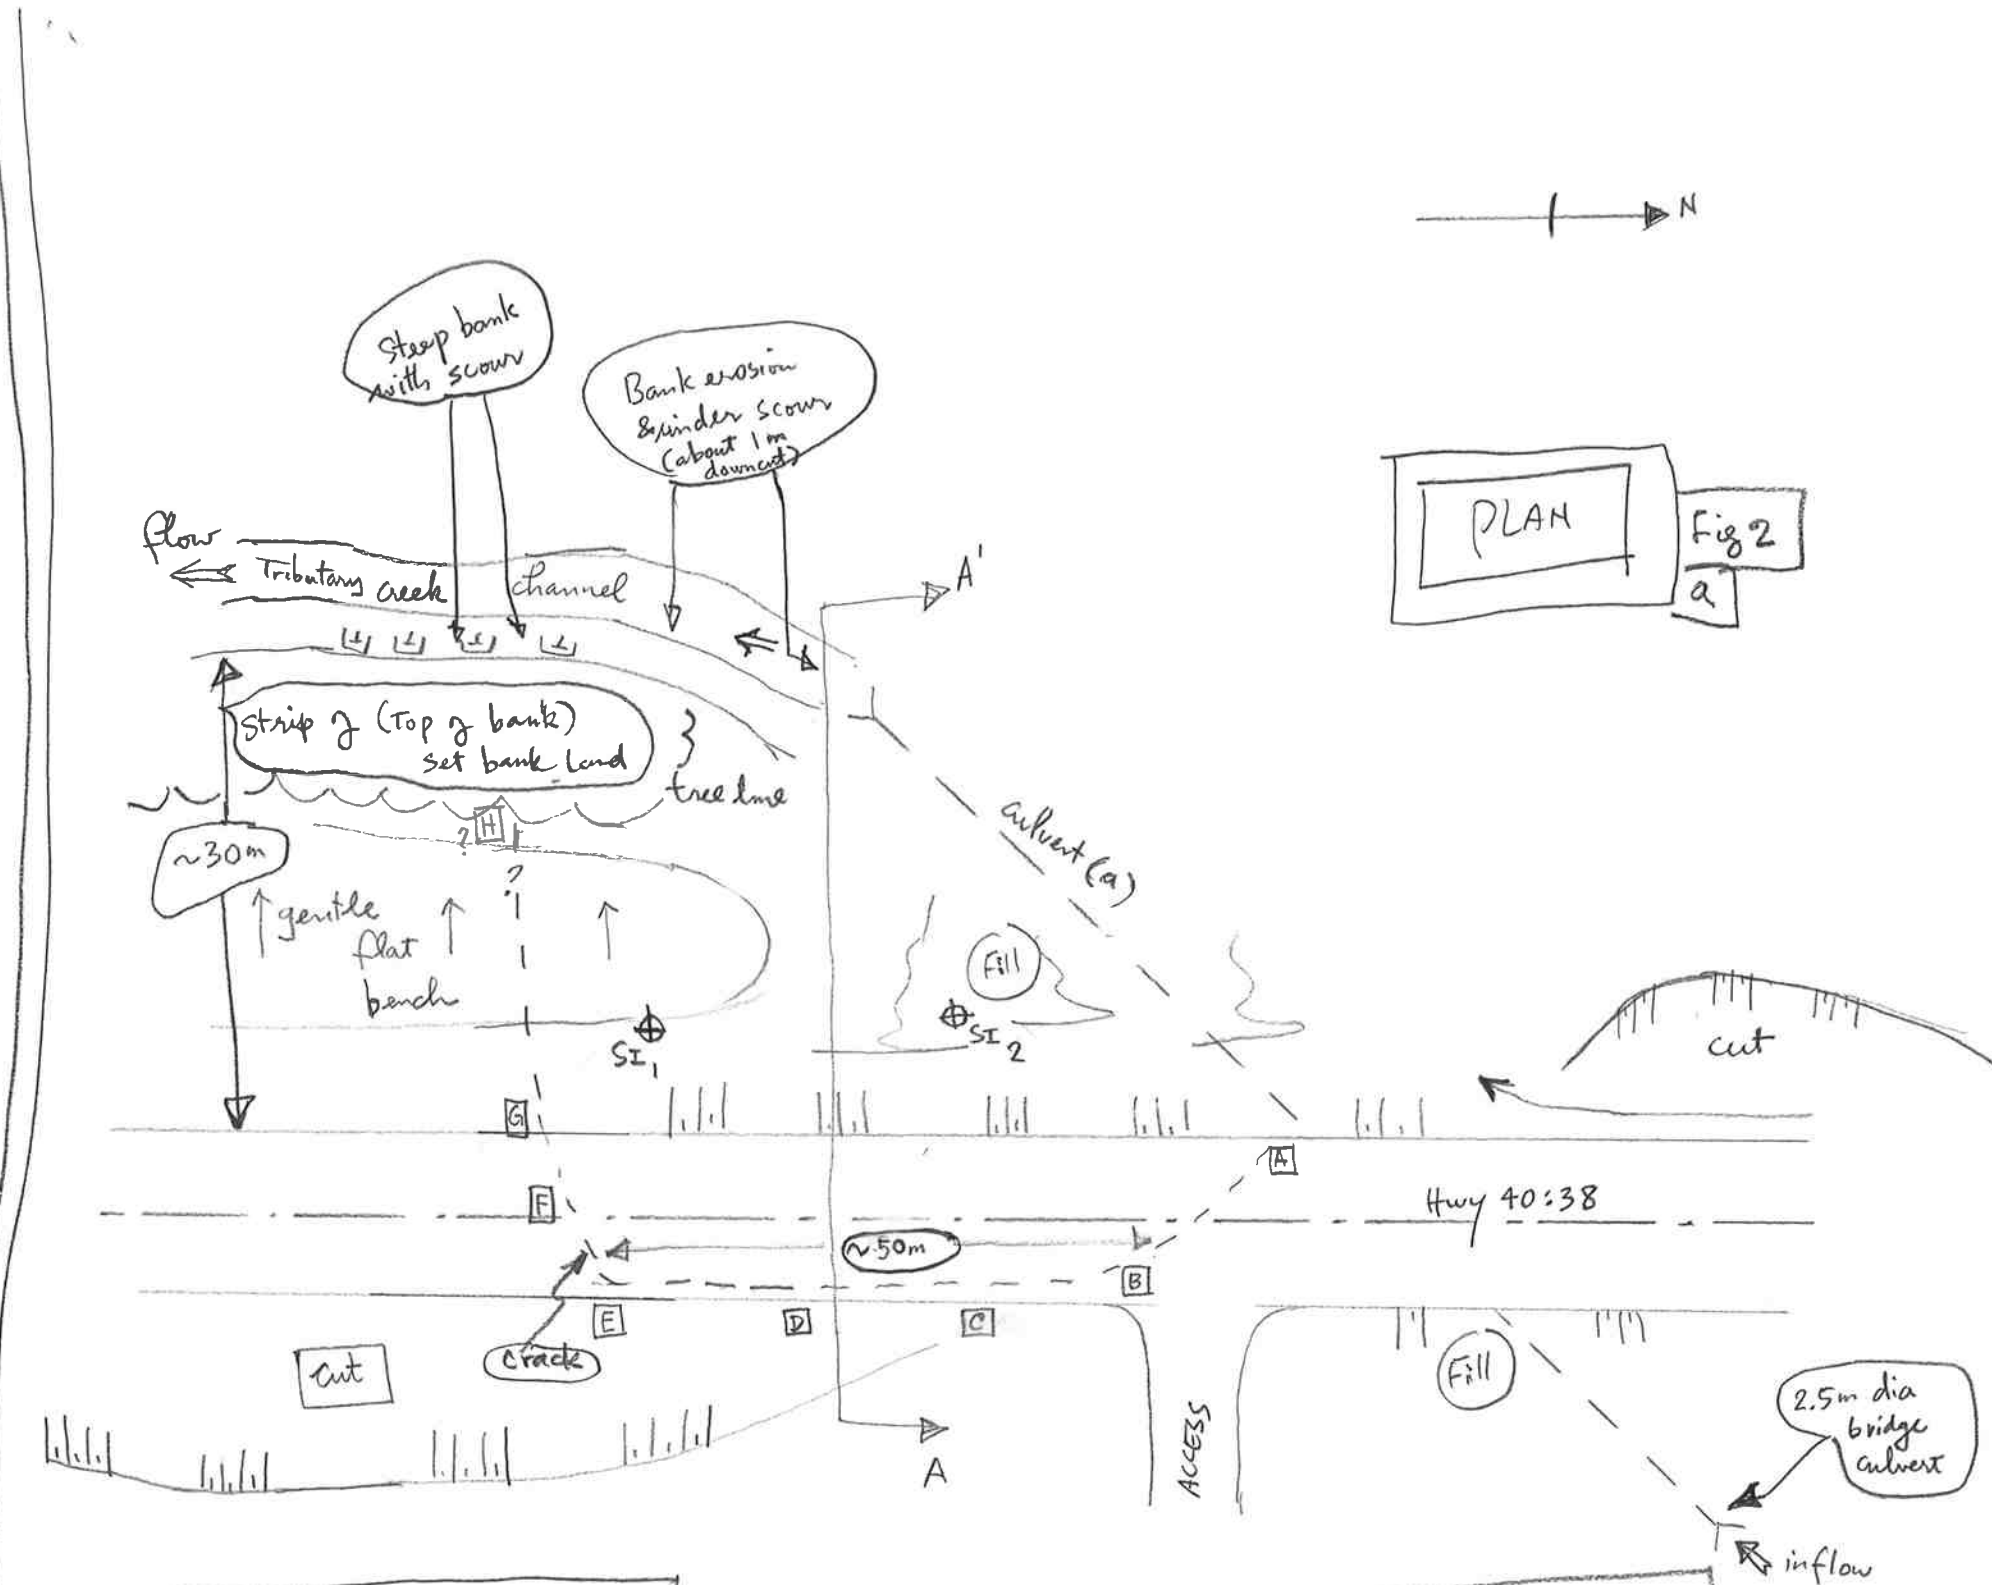 N
Steep bank
with scour
Bank erosion
& under scour
(about 1m
downcut)
PLAN
Fig 2
a
flow
Tributary creek channel
A'
Strip of (Top of bank)
set bank land
tree line
H
?
?
~30m
culvert (a)
gentle
flat
bench
Fill
SI1
SI2
cut
G
A
F
Hwy 40:38
~50m
B
E
D
C
cut
crack
Fill
ACCESS
2.5m dia
bridge
culvert
A
inflow